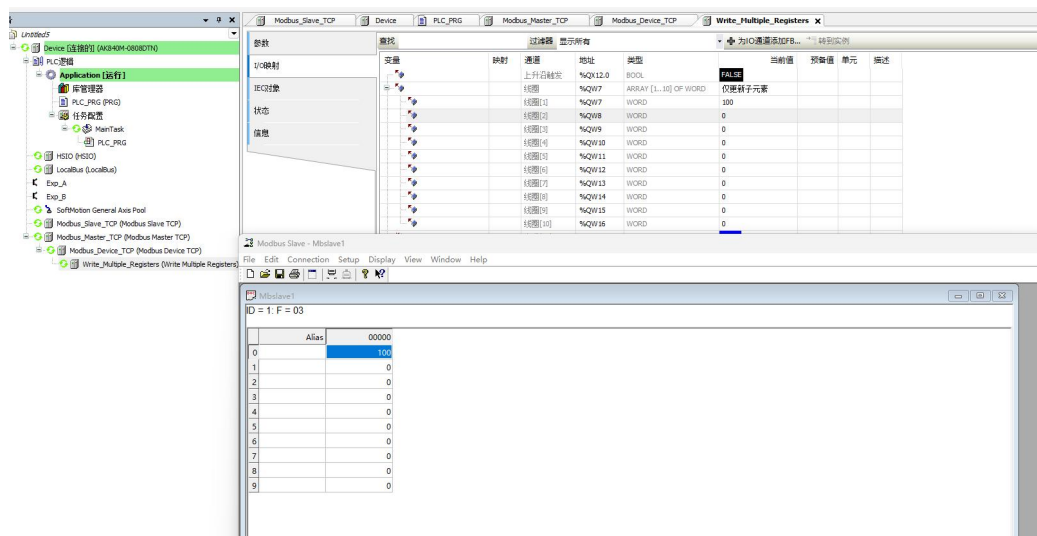 Modbus_Slave_TCP Device PLC_PRG Modbus_Master_TCP Modbus_Device_TCP Write_Multiple_Registers
Untitled5
Device [连接的] (AK840M-0808DTN)
PLC逻辑
Application [运行]
库管理器
PLC_PRG (PRG)
任务配置
MainTask
PLC_PRG
HSIO (HSIO)
LocalBus (LocalBus)
Exp_A
Exp_B
SoftMotion General Axis Pool
Modbus_Slave_TCP (Modbus Slave TCP)
Modbus_Master_TCP (Modbus Master TCP)
Modbus_Device_TCP (Modbus Device TCP)
Write_Multiple_Registers (Write Multiple Registers)
参数
I/O映射
IEC对象
状态
信息
查找 过滤器 显示所有 为IO通道添加FB... 转到实例
变量 映射 通道 地址 类型 当前值 预备值 单元 描述
上升沿触发 %QX12.0 BOOL FALSE
线圈 %QW7 ARRAY [1..10] OF WORD 仅更新子元素
线圈[1] %QW7 WORD 100
线圈[2] %QW8 WORD 0
线圈[3] %QW9 WORD 0
线圈[4] %QW10 WORD 0
线圈[5] %QW11 WORD 0
线圈[6] %QW12 WORD 0
线圈[7] %QW13 WORD 0
线圈[8] %QW14 WORD 0
线圈[9] %QW15 WORD 0
线圈[10] %QW16 WORD 0
Modbus Slave - Mbslave1
File Edit Connection Setup Display View Window Help
Mbslave1
ID = 1: F = 03
Alias 00000
0 100
1 0
2 0
3 0
4 0
5 0
6 0
7 0
8 0
9 0